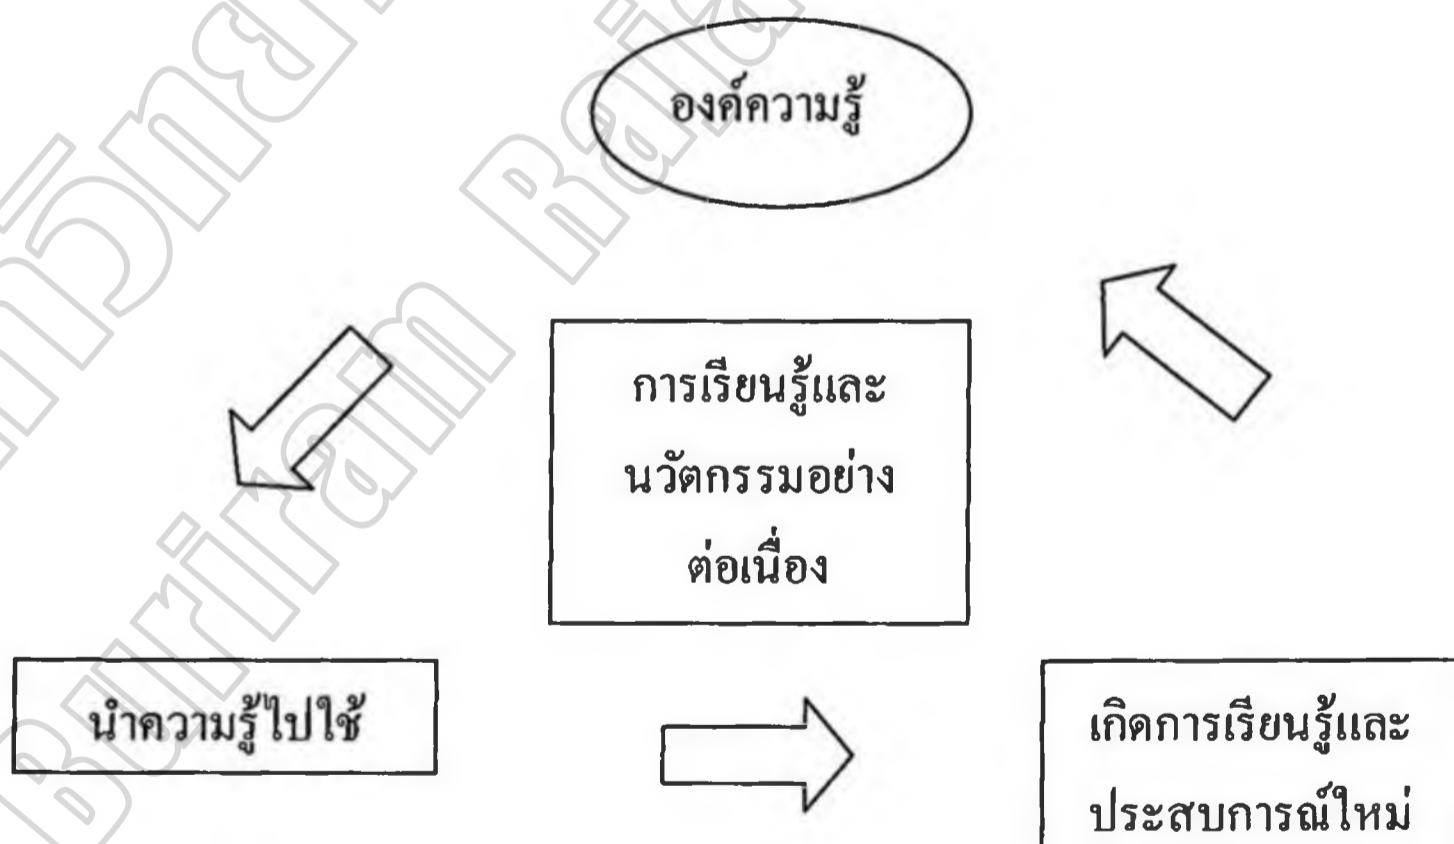 องค์ความรู้
การเรียนรู้และ
นวัตกรรมอย่าง
ต่อเนื่อง
นำความรู้ไปใช้
เกิดการเรียนรู้และ
ประสบการณ์ใหม่
Buriram Raja